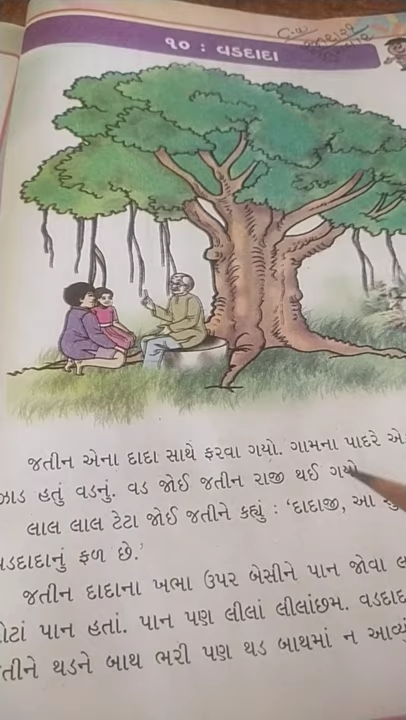 ૧૦ : વડદાદા
જતીન એના દાદા સાથે ફરવા ગયો. ગામના પાદરે એ
ઝાડ હતું વડનું. વડ જોઈ જતીન રાજી થઈ ગયો
લાલ લાલ ટેટા જોઈ જતીને કહ્યું : ‘દાદાજી, આ
વડદાદાનું ફળ છે.’
જતીન દાદાના ખભા ઉપર બેસીને પાન જોવા
મોટાં પાન હતાં. પાન પણ લીલાં લીલાંછમ. વડદાદા
જતીને થડને બાથ ભરી પણ થડ બાથમાં ન આવ્યું